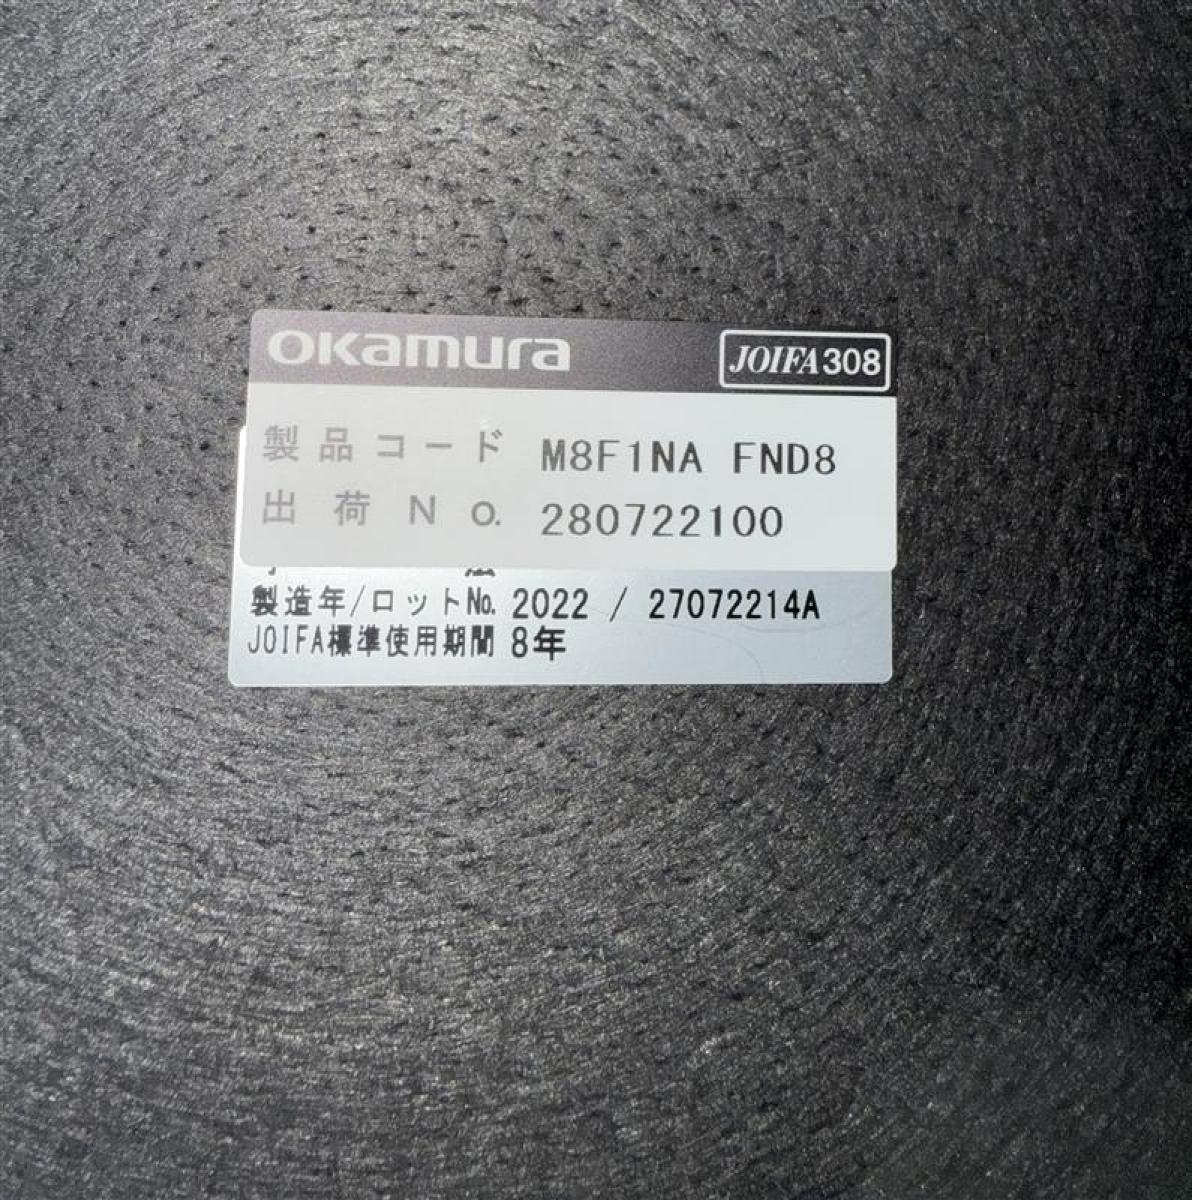 okamura
JOIFA308
製品コード M8F1NA FND8
出荷No. 280722100
製造年/ロットNo. 2022 / 27072214A
JOIFA標準使用期間 8年